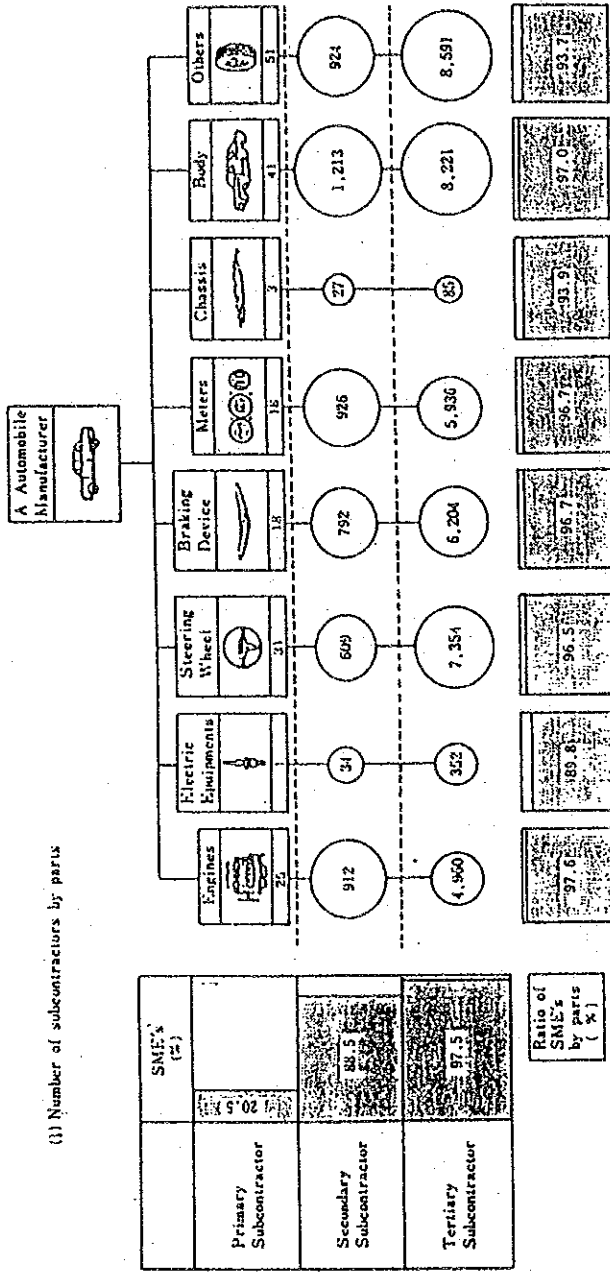 (1) Number of subcontractors by parts
A Automobile
Manufacturer
Engines
25
Electric
Equipments
Steering
Wheel
31
Braking
Device
18
Meters
18
Chassis
3
Body
41
Others
51
SME's
(%)
Primary
Subcontractor
( 20.5 )
Secondary
Subcontractor
88.5
912
34
609
792
926
27
1,213
924
Tertiary
Subcontractor
97.5
4,960
352
7,354
6,204
5,936
85
8,221
8,591
Ratio of
SME's
by parts
( % )
97.6
89.8
96.5
96.7
96.7
93.9
97.0
93.7